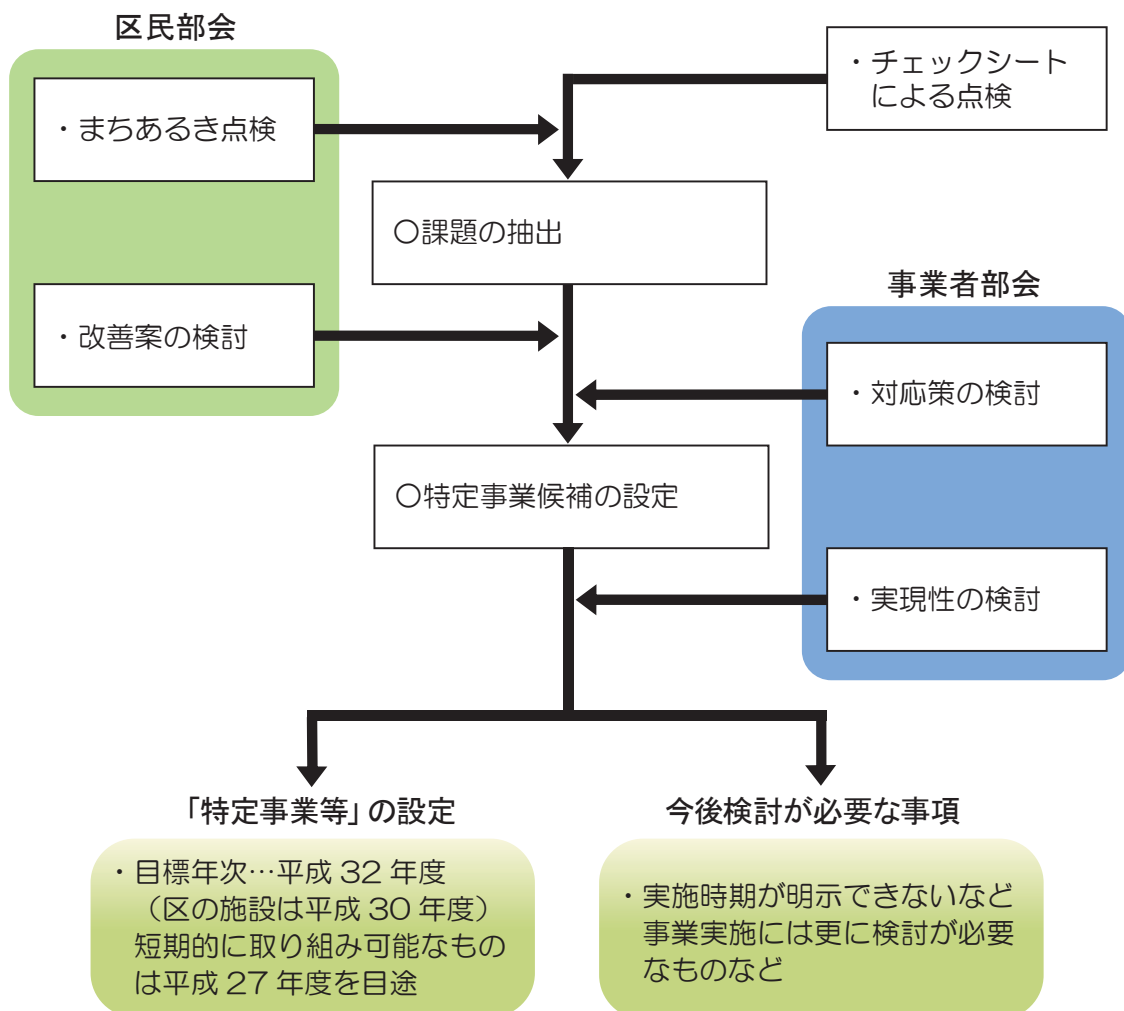 区民部会
・チェックシート
による点検
・まちあるき点検
〇課題の抽出
事業者部会
・改善案の検討
・対応策の検討
〇特定事業候補の設定
・実現性の検討
「特定事業等」の設定
・目標年次…平成 32 年度
（区の施設は平成 30 年度）
短期的に取り組み可能なもの
は平成 27 年度を目途
今後検討が必要な事項
・実施時期が明示できないなど
事業実施には更に検討が必要
なものなど